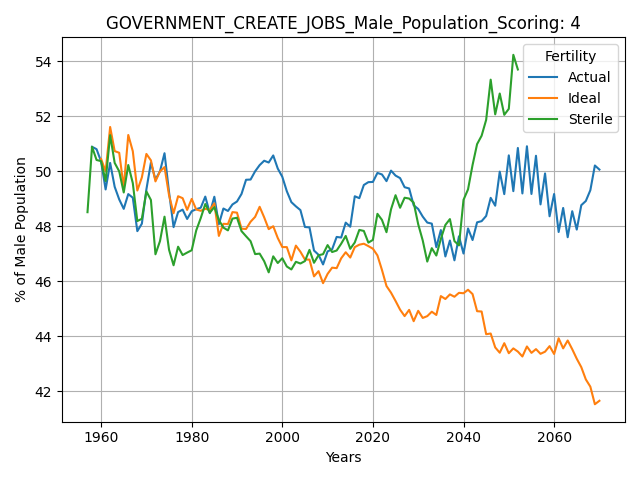 GOVERNMENT_CREATE_JOBS_Male_Population_Scoring: 4
Fertility
Actual
Ideal
Sterile
% of Male Population
54
52
50
48
46
44
42
1960 1980 2000 2020 2040 2060
Years